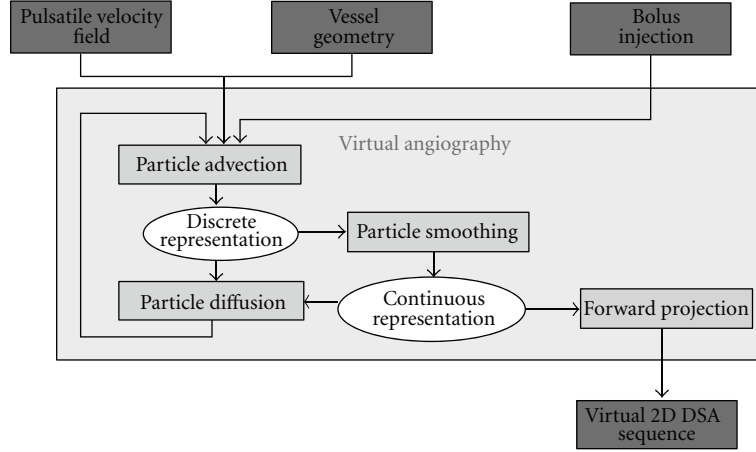 Pulsatile velocity
field
Vessel
geometry
Bolus
injection
Virtual angiography
Particle advection
Discrete
representation
Particle smoothing
Particle diffusion
Continuous
representation
Forward projection
Virtual 2D DSA
sequence